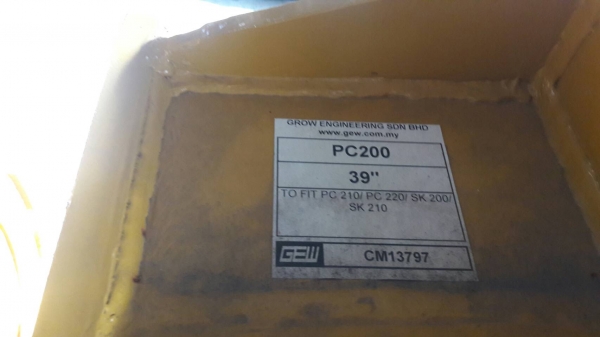 GROW ENGINEERING SDN BHD
www.gew.com.my
PC200
39"
TO FIT PC 210/ PC 220/ SK 200/
SK 210
GEW CM13797